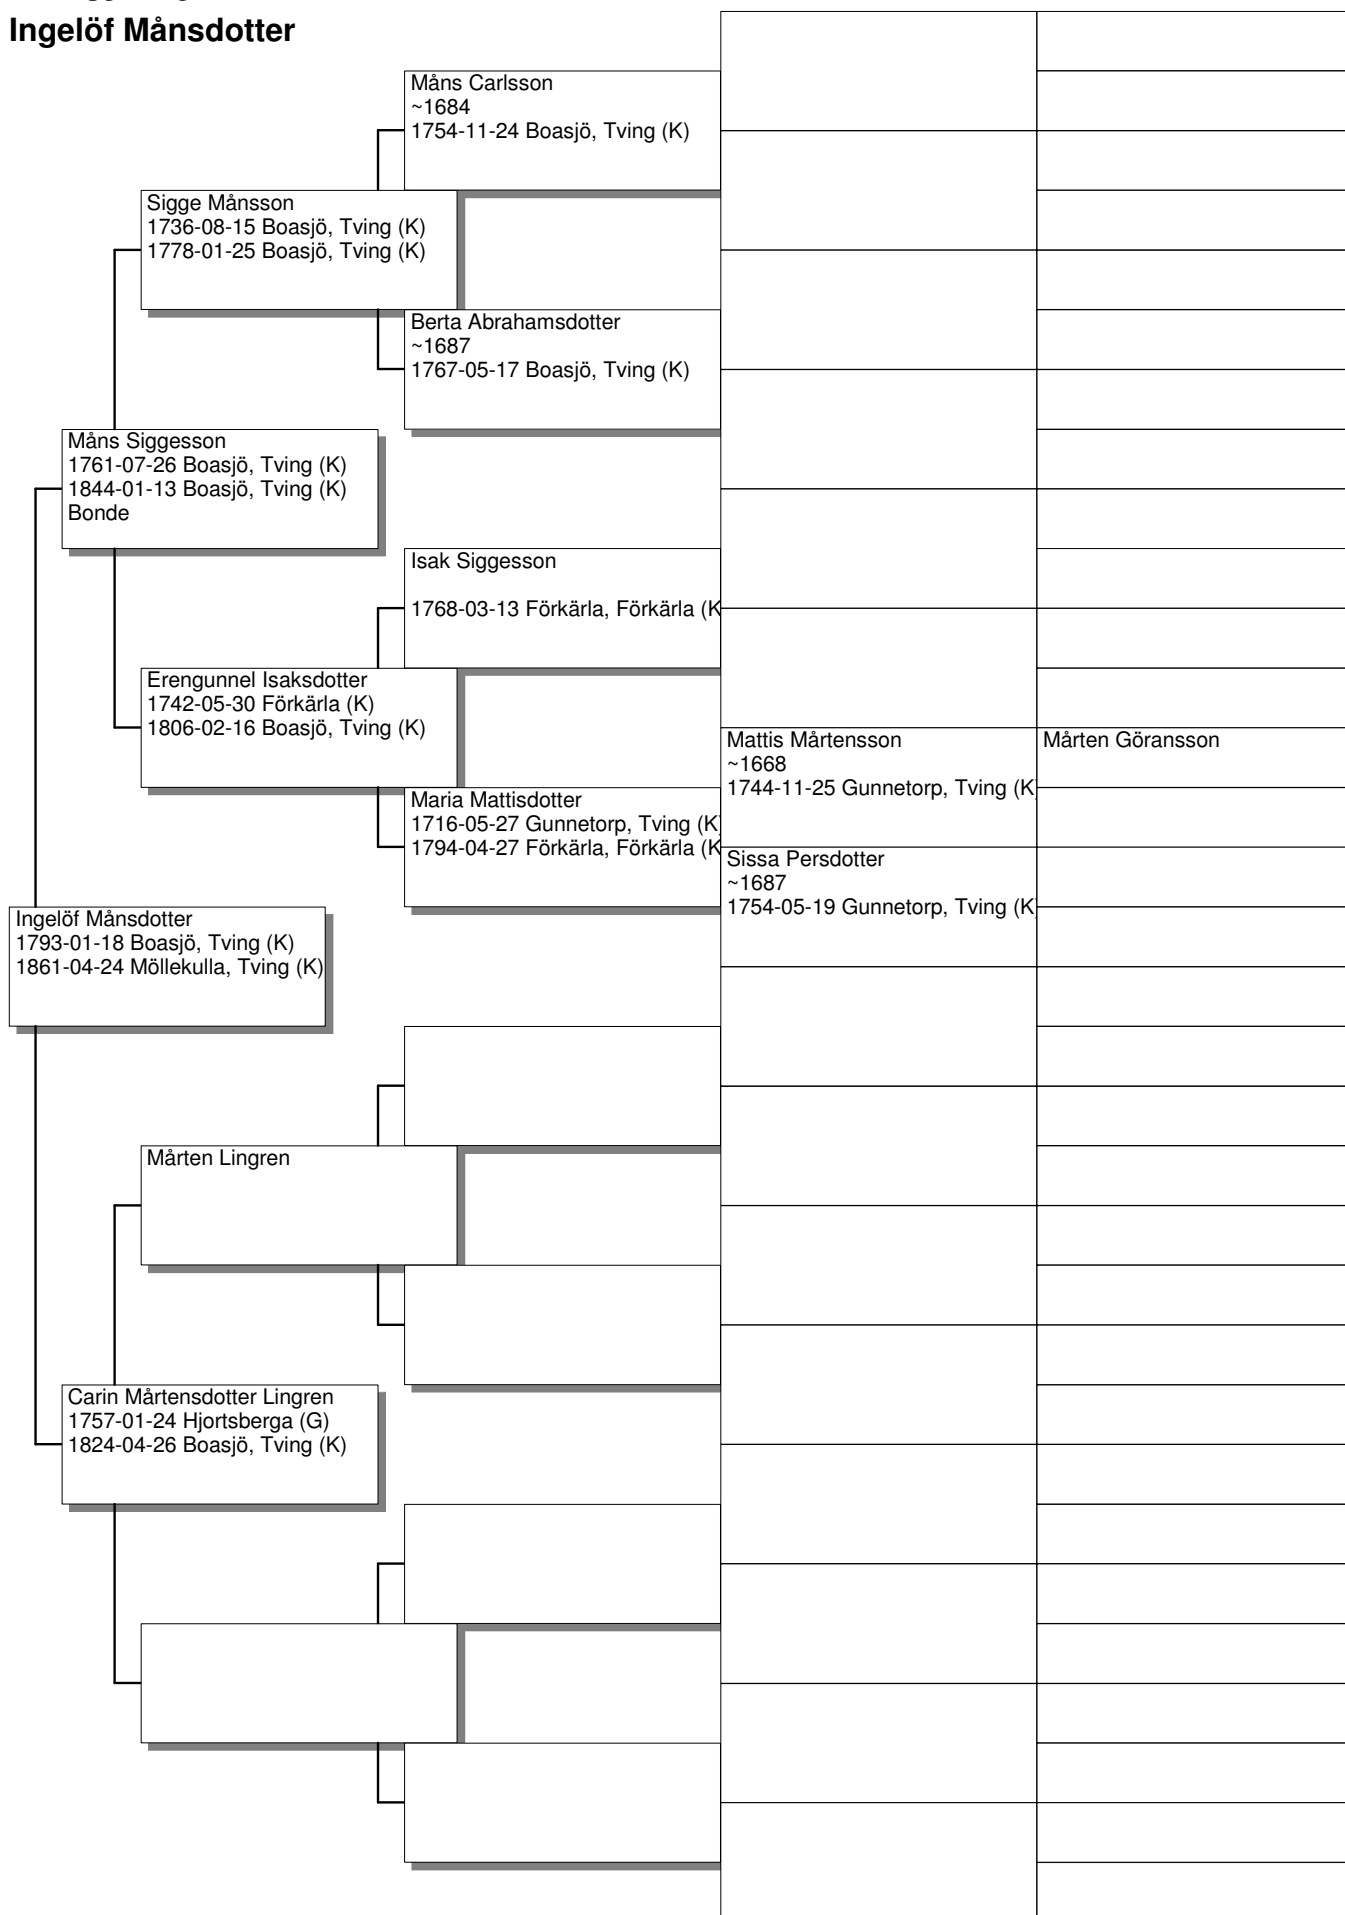 Ingelöf Månsdotter
Måns Carlsson
~1684
1754-11-24 Boasjö, Tving (K)
Sigge Månsson
1736-08-15 Boasjö, Tving (K)
1778-01-25 Boasjö, Tving (K)
Berta Abrahamsdotter
~1687
1767-05-17 Boasjö, Tving (K)
Måns Siggesson
1761-07-26 Boasjö, Tving (K)
1844-01-13 Boasjö, Tving (K)
Bonde
Isak Siggesson
1768-03-13 Förkärla, Förkärla (K
Erengunnel Isaksdotter
1742-05-30 Förkärla (K)
1806-02-16 Boasjö, Tving (K)
Mattis Mårtensson
~1668
1744-11-25 Gunnetorp, Tving (K)
Mårten Göransson
Maria Mattisdotter
1716-05-27 Gunnetorp, Tving (K)
1794-04-27 Förkärla, Förkärla (K
Sissa Persdotter
~1687
1754-05-19 Gunnetorp, Tving (K)
Ingelöf Månsdotter
1793-01-18 Boasjö, Tving (K)
1861-04-24 Möllekulla, Tving (K)
Mårten Lingren
Carin Mårtensdotter Lingren
1757-01-24 Hjortsberga (G)
1824-04-26 Boasjö, Tving (K)